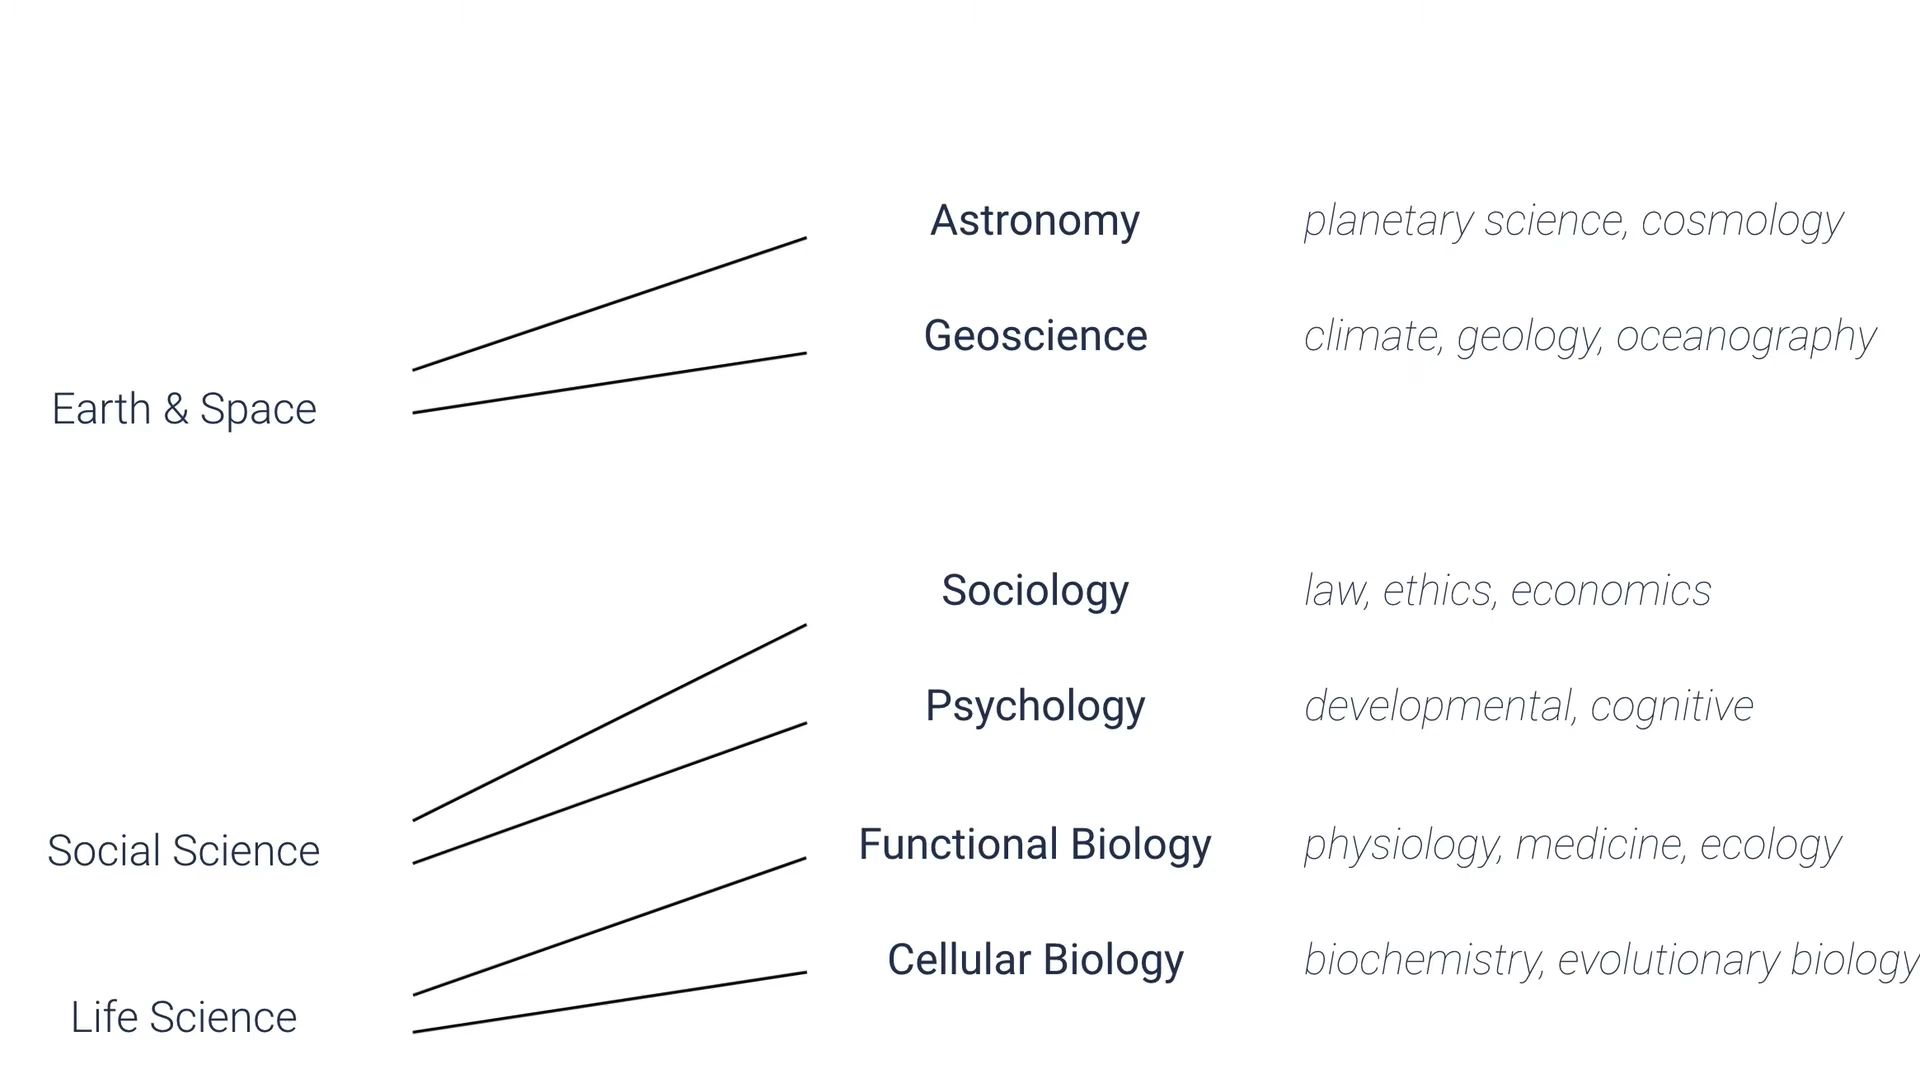 Astronomy planetary science, cosmology
Geoscience climate, geology, oceanography
Earth & Space
Sociology law, ethics, economics
Psychology developmental, cognitive
Social Science
Functional Biology physiology, medicine, ecology
Cellular Biology biochemistry, evolutionary biology
Life Science